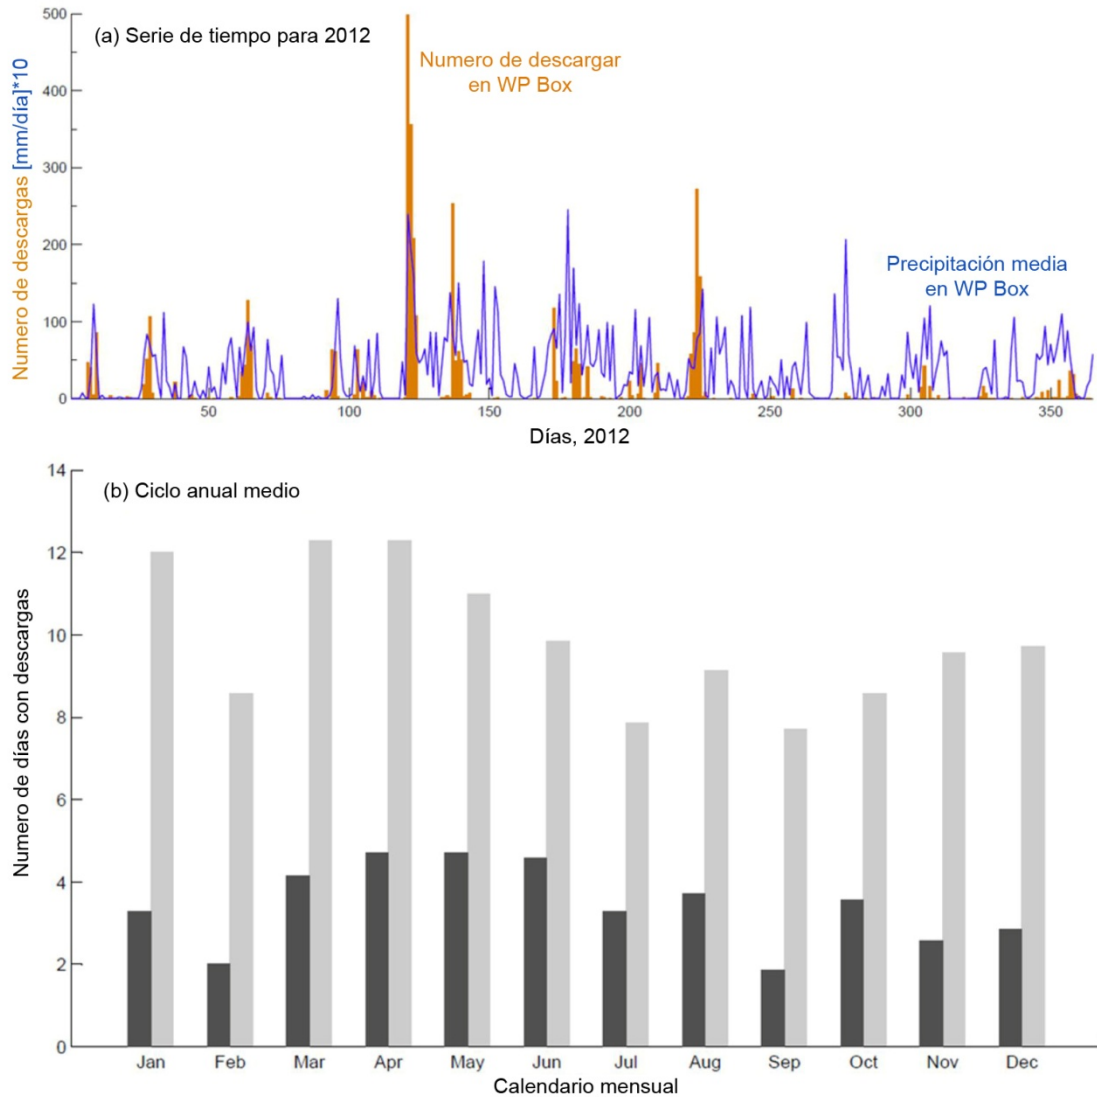 (a) Serie de tiempo para 2012
Numero de descargas [mm/día]*10
500
400
300
200
100
0
Numero de descargar
en WP Box
Precipitación media
en WP Box
50 100 150 200 250 300 350
Días, 2012
(b) Ciclo anual medio
Numero de días con descargas
14
12
10
8
6
4
2
0
Jan Feb Mar Apr May Jun Jul Aug Sep Oct Nov Dec
Calendario mensual